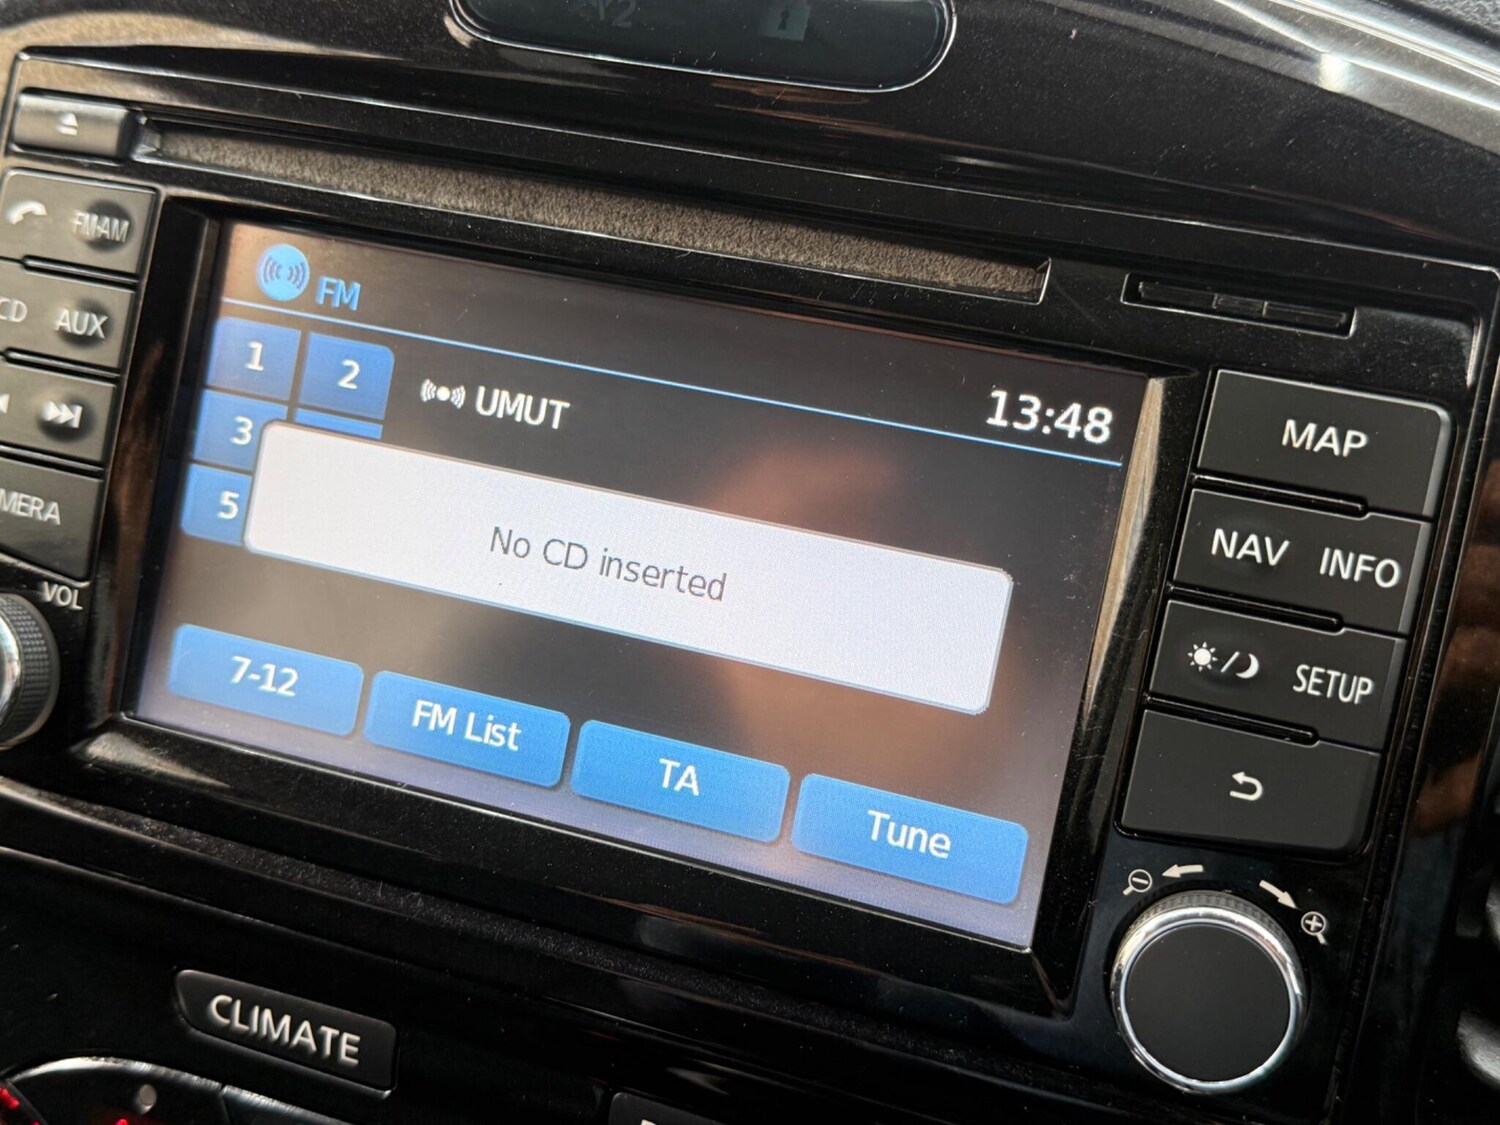 FM·AM
CD AUX
MERA
VOL
FM
13:48
1 2
UMUT
3
5
No CD inserted
7-12
FM List
TA
Tune
MAP
NAV INFO
SETUP
CLIMATE